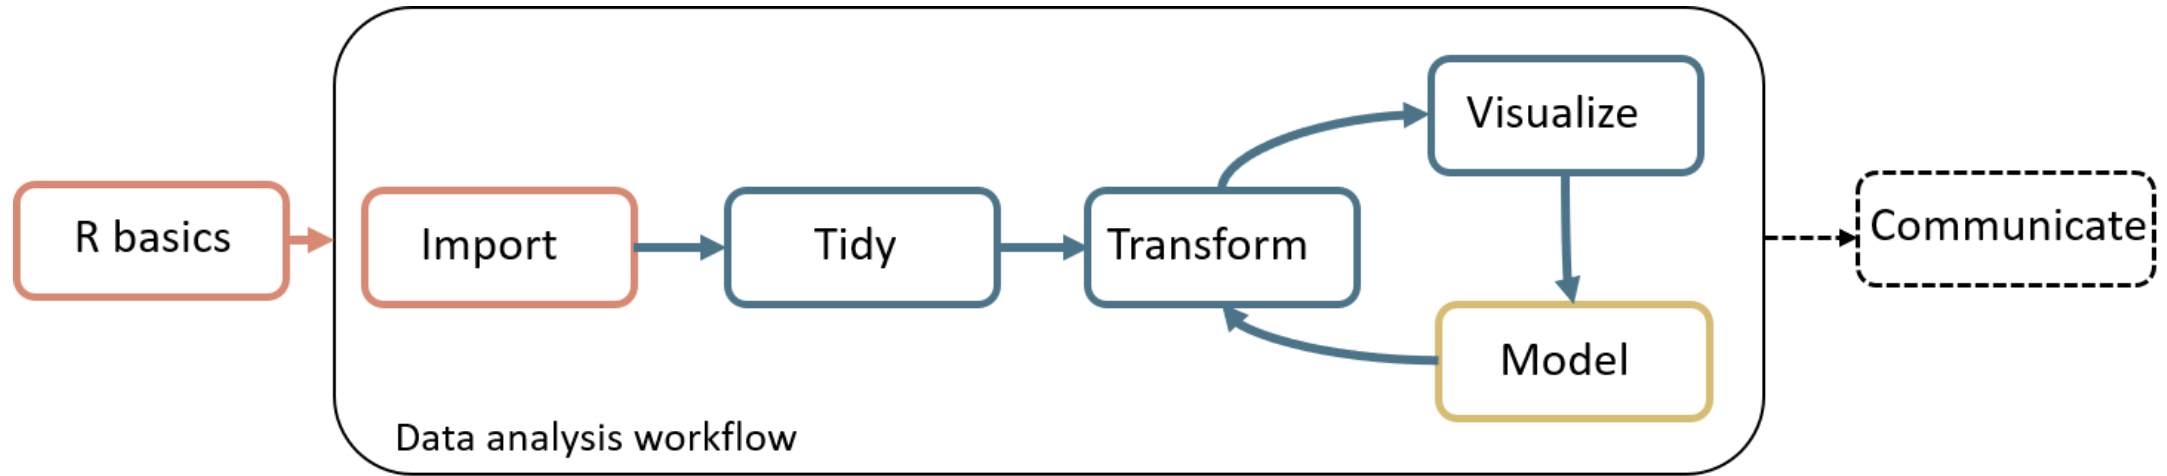 R basics
Import
Tidy
Transform
Visualize
Model
Communicate
Data analysis workflow